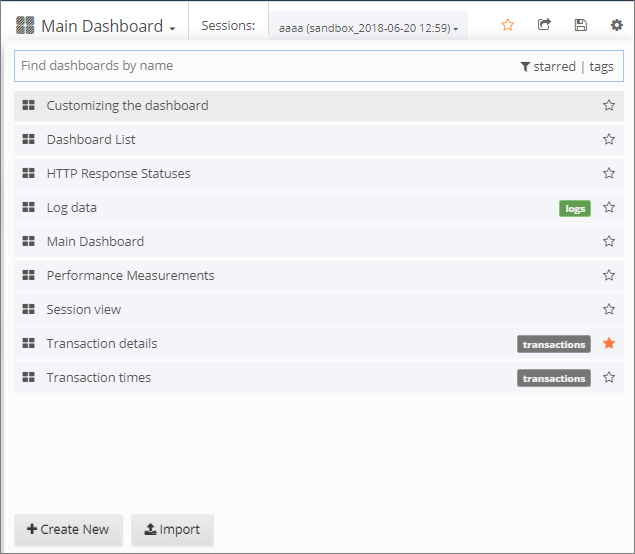 Main Dashboard Sessions: aaaa (sandbox_2018-06-20 12:59)
Find dashboards by name starred | tags
Customizing the dashboard
Dashboard List
HTTP Response Statuses
Log data logs
Main Dashboard
Performance Measurements
Session view
Transaction details transactions
Transaction times transactions
Create New Import